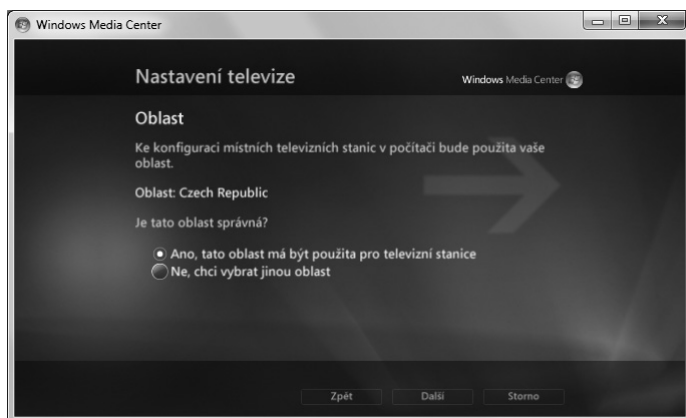 Windows Media Center
Nastavení televize
Windows Media Center
Oblast
Ke konfiguraci místních televizních stanic v počítači bude použita vaše
oblast.
Oblast: Czech Republic
Je tato oblast správná?
Ano, tato oblast má být použita pro televizní stanice
Ne, chci vybrat jinou oblast
Zpět
Další
Storno